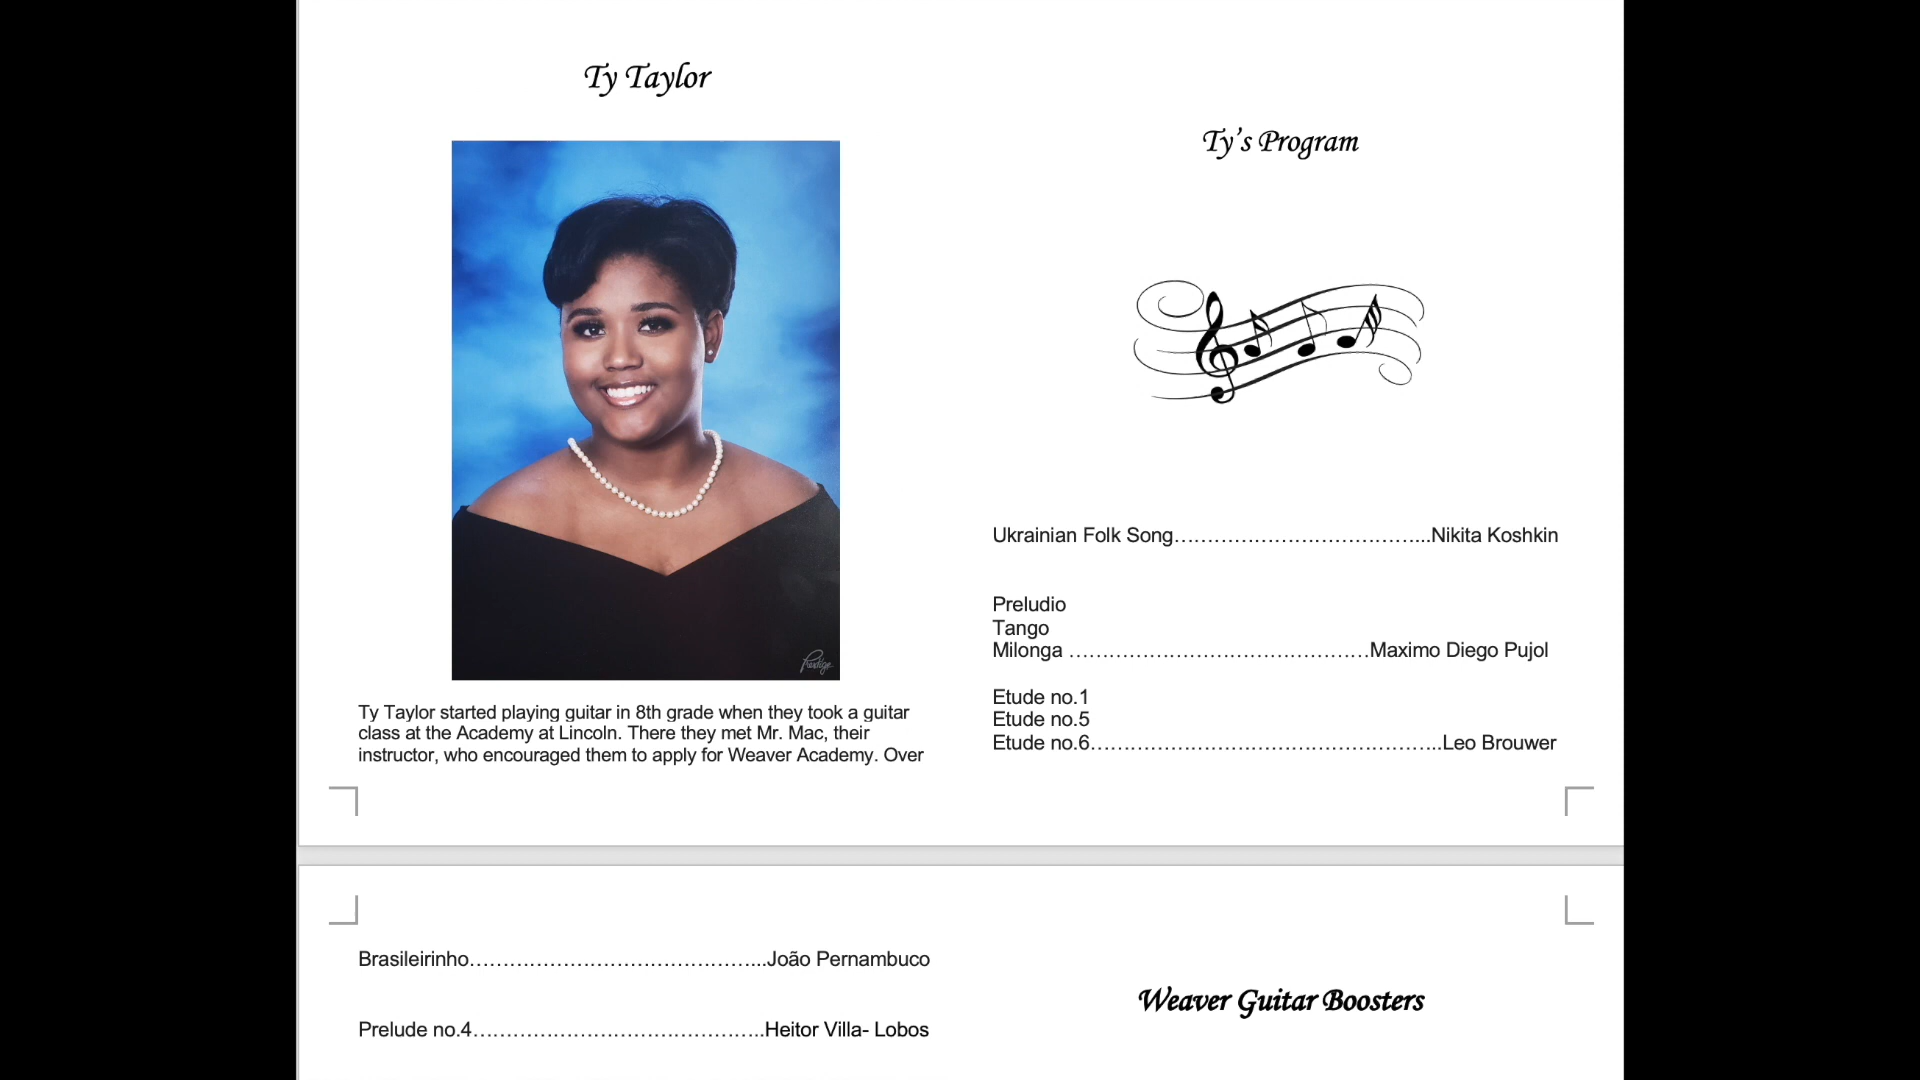 Ty Taylor
Ty Taylor started playing guitar in 8th grade when they took a guitar
class at the Academy at Lincoln. There they met Mr. Mac, their
instructor, who encouraged them to apply for Weaver Academy. Over
Ty's Program
Ukrainian Folk Song…………………………………...Nikita Koshkin
Preludio
Tango
Milonga ………………………………………Maximo Diego Pujol
Etude no.1
Etude no.5
Etude no.6……………………………………………..Leo Brouwer
Brasileirinho……………………………………...João Pernambuco
Prelude no.4……………………………………..Heitor Villa- Lobos
Weaver Guitar Boosters